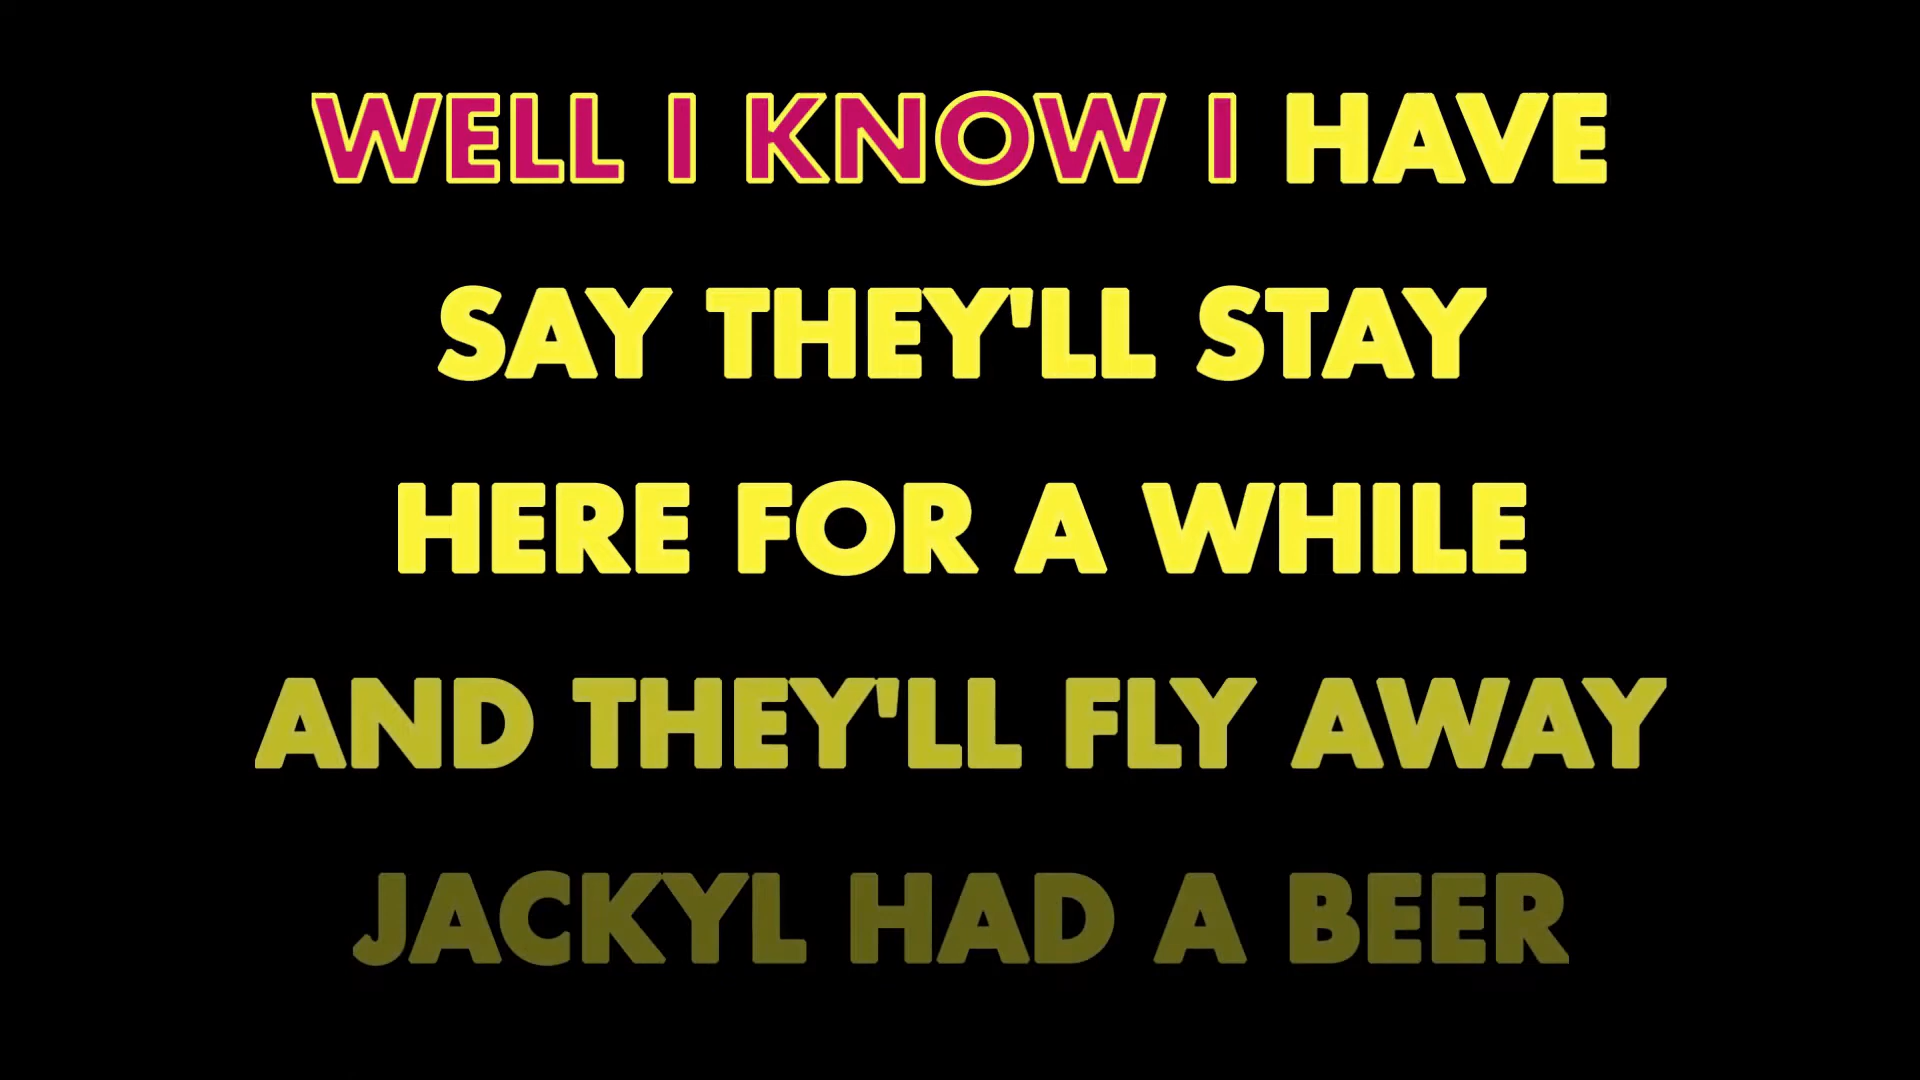 WELL I KNOW I HAVE
SAY THEY'LL STAY
HERE FOR A WHILE
AND THEY'LL FLY AWAY
JACKYL HAD A BEER